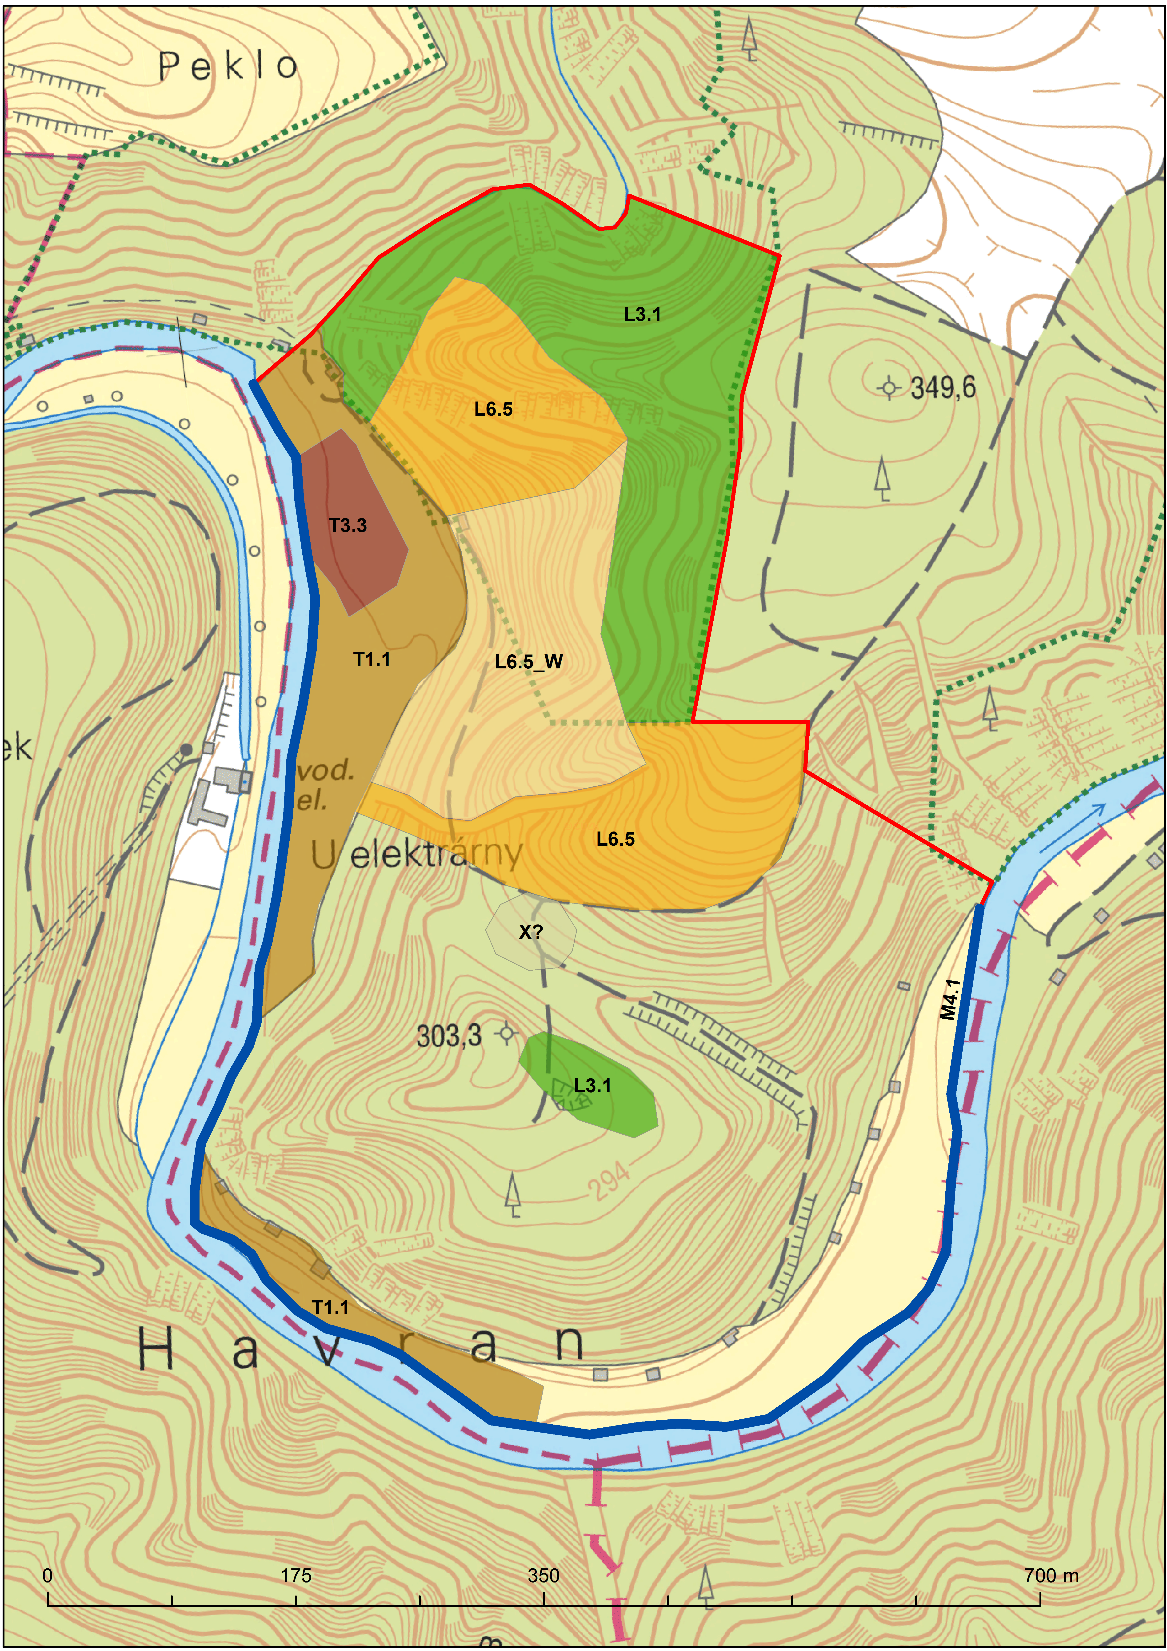 Peklo
L3.1
349,6
L6.5
T3.3
T1.1
L6.5_W
ek
vod.
el.
L6.5
U elektrárny
X?
M4.1
303,3
L3.1
294
T1.1
Havran
0 175 350 700 m